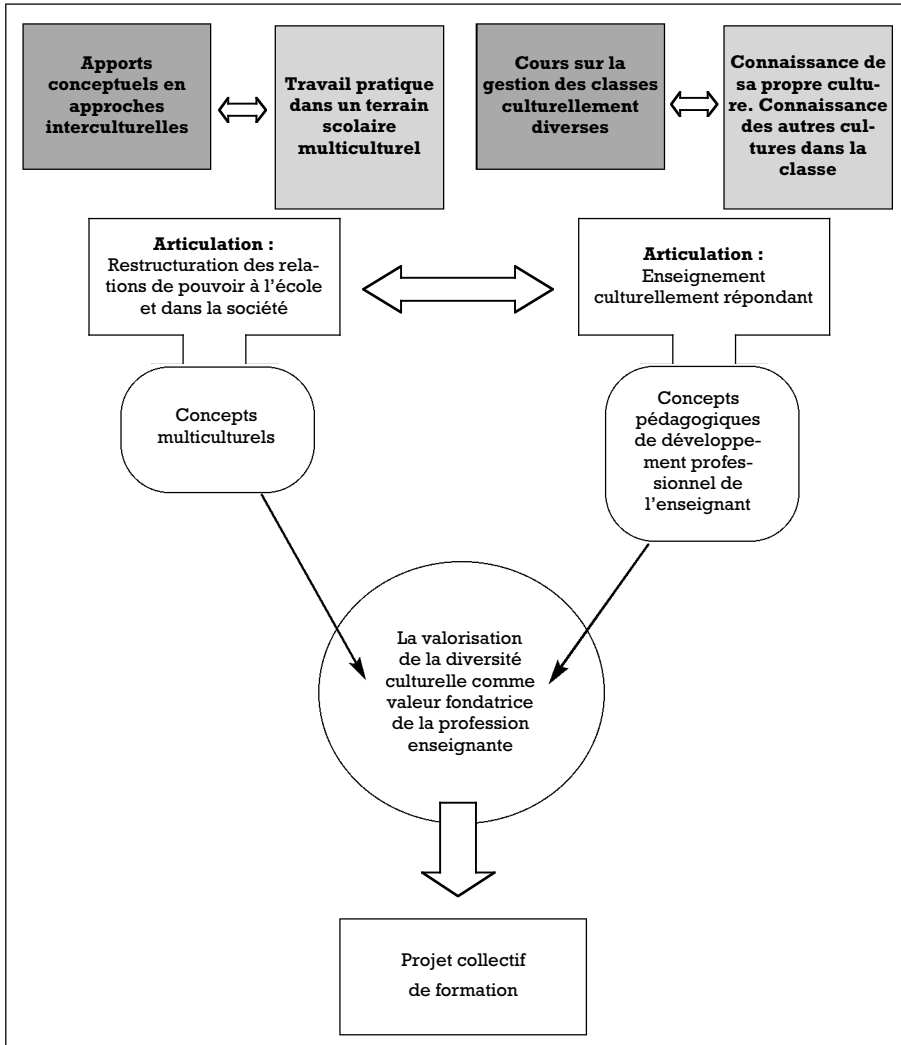 Apports
conceptuels en
approches
interculturelles
Travail pratique
dans un terrain
scolaire
multiculturel
Cours sur la
gestion des classes
culturellement
diverses
Connaissance de
sa propre cultu-
re. Connaissance
des autres cul-
tures dans la
classe
Articulation :
Restructuration des rela-
tions de pouvoir à l’école
et dans la société
Articulation :
Enseignement
culturellement répondant
Concepts
multiculturels
Concepts
pédagogiques
de développe-
ment profes-
sionnel de
l’enseignant
La valorisation
de la diversité
culturelle comme
valeur fondatrice
de la profession
enseignante
Projet collectif
de formation